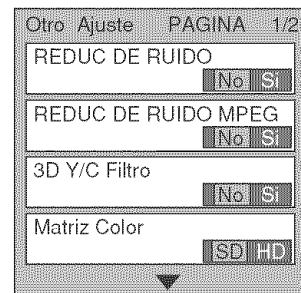 Otro Ajuste PAGINA 1/2
REDUC DE RUIDO
No Si
REDUC DE RUIDO MPEG
No Si
3D Y/C Filtro
No Si
Matriz Color
SD HD